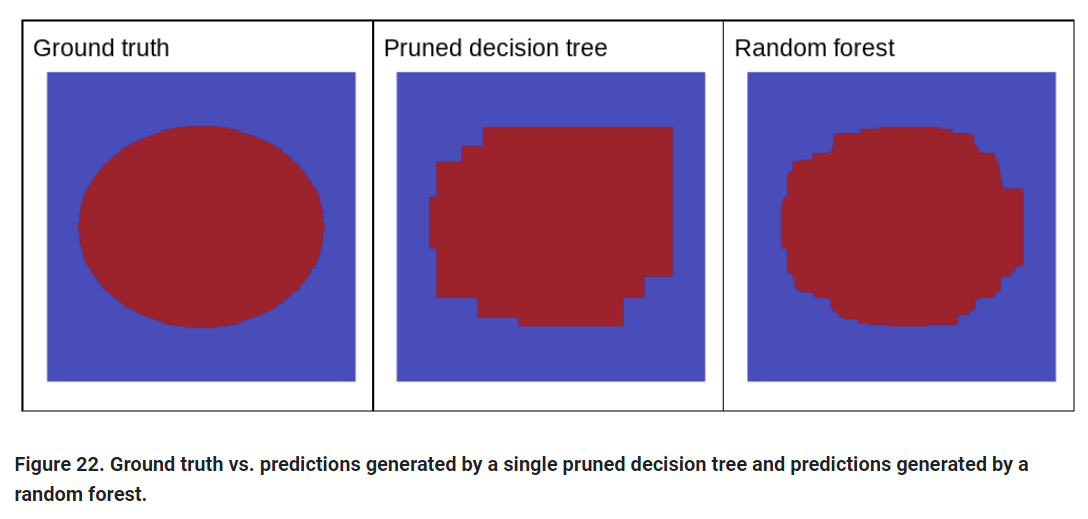 Ground truth
Pruned decision tree
Random forest
Figure 22. Ground truth vs. predictions generated by a single pruned decision tree and predictions generated by a
random forest.